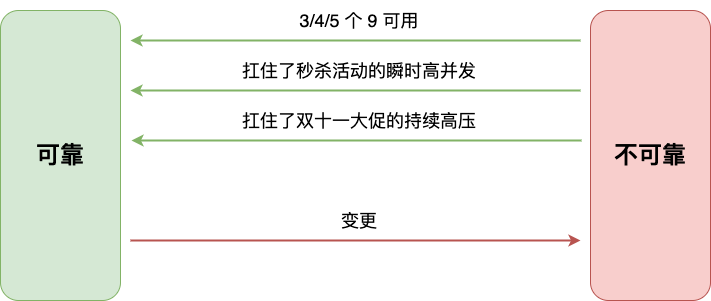 3/4/5 个 9 可用
扛住了秒杀活动的瞬时高并发
扛住了双十一大促的持续高压
可靠
不可靠
变更